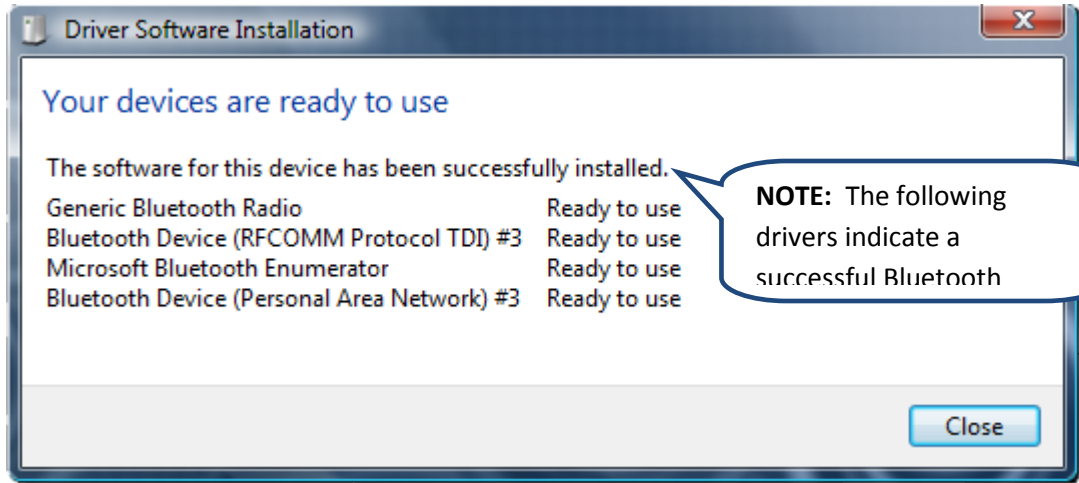 Driver Software Installation
X
Your devices are ready to use
The software for this device has been successfully installed.
Generic Bluetooth Radio Ready to use
Bluetooth Device (RFCOMM Protocol TDI) #3 Ready to use
Microsoft Bluetooth Enumerator Ready to use
Bluetooth Device (Personal Area Network) #3 Ready to use
NOTE: The following
drivers indicate a
successful Bluetooth
Close